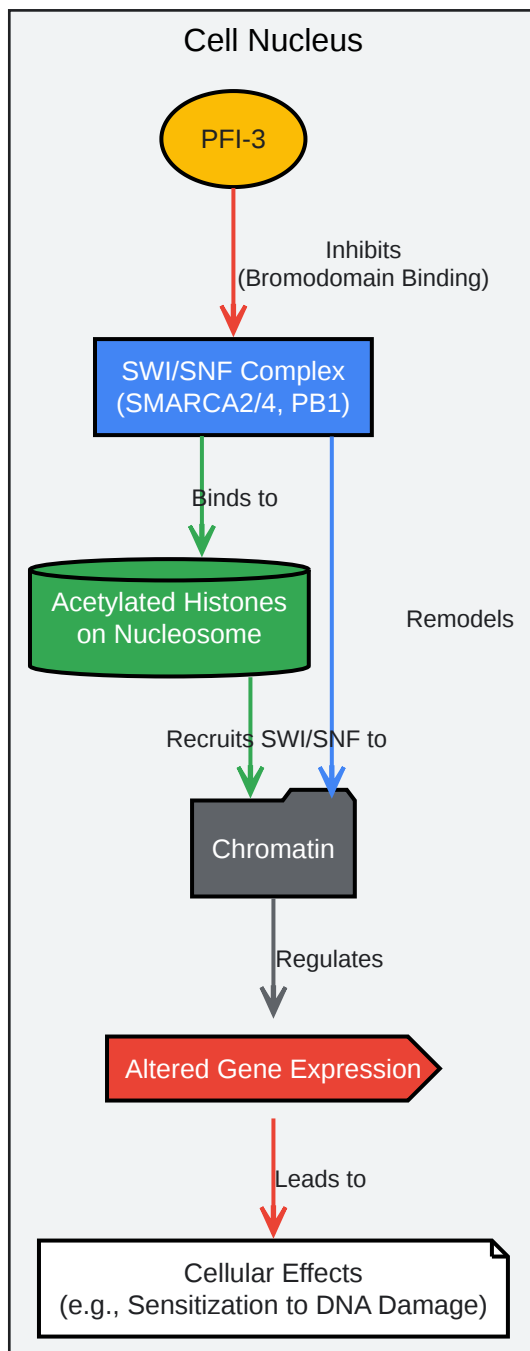 Cell Nucleus
PFI-3
Inhibits
(Bromodomain Binding)
SWI/SNF Complex
(SMARCA2/4, PB1)
Binds to
Acetylated Histones
on Nucleosome
Remodels
Recruits SWI/SNF to
Chromatin
Regulates
Altered Gene Expression
Leads to
Cellular Effects
(e.g., Sensitization to DNA Damage)